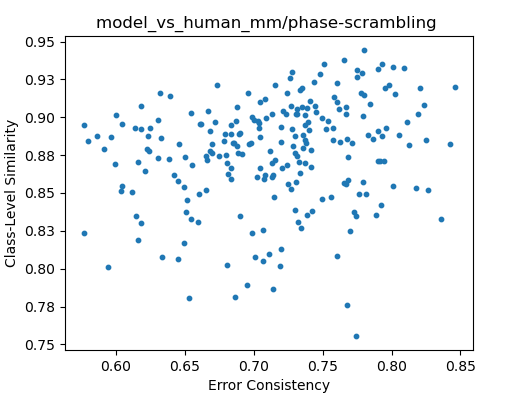 model_vs_human_mm/phase-scrambling
0.95
0.93
0.90
0.88
0.85
0.83
0.80
0.78
0.75
Class-Level Similarity
0.60 0.65 0.70 0.75 0.80 0.85
Error Consistency